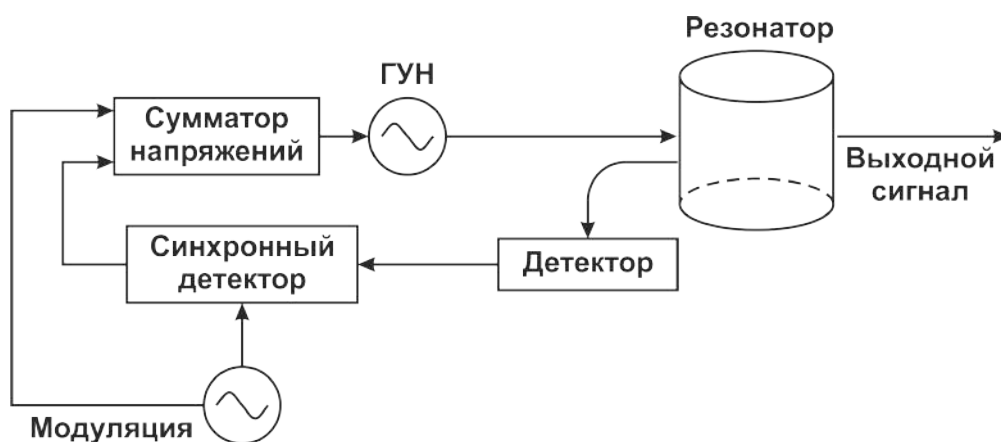 Резонатор
ГУН
Сумматор
напряжений
Выходной
сигнал
Синхронный
детектор
Детектор
Модуляция